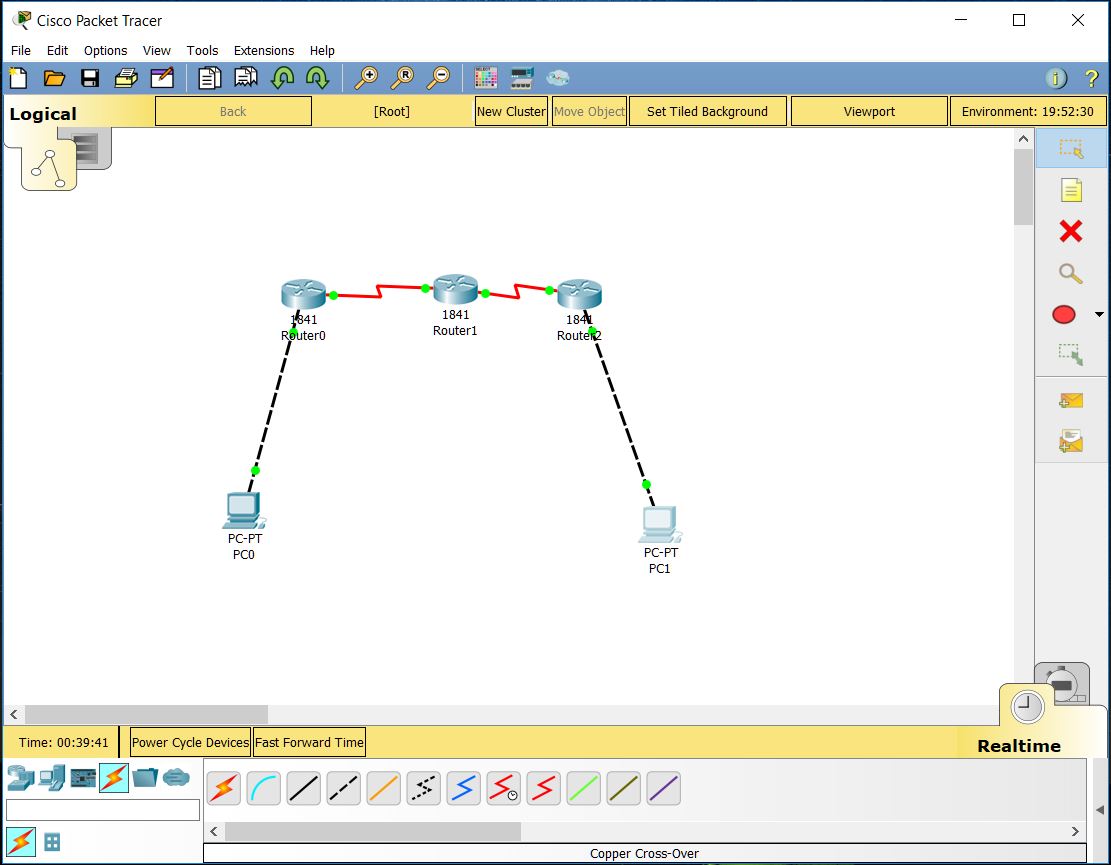 Cisco Packet Tracer
File Edit Options View Tools Extensions Help
Logical Back [Root] New Cluster Move Object Set Tiled Background Viewport Environment: 19:52:30
1841
Router0
1841
Router1
1841
Router2
PC-PT
PC0
PC-PT
PC1
Time: 00:39:41 Power Cycle Devices Fast Forward Time Realtime
Copper Cross-Over